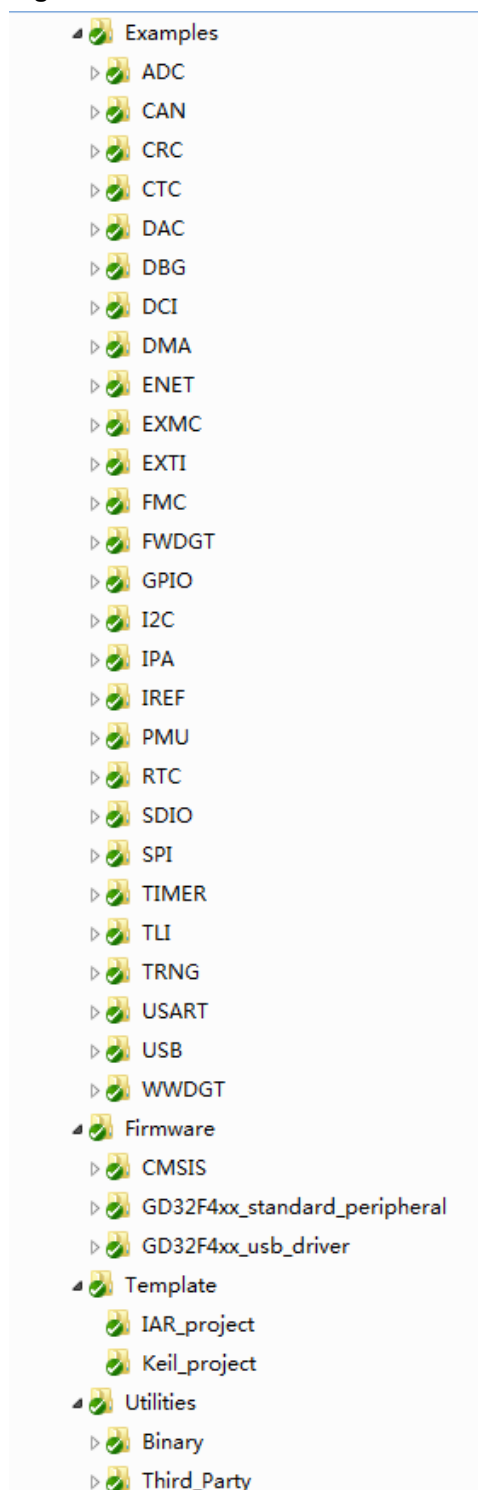 Examples
ADC
CAN
CRC
CTC
DAC
DBG
DCI
DMA
ENET
EXMC
EXTI
FMC
FWDGT
GPIO
I2C
IPA
IREF
PMU
RTC
SDIO
SPI
TIMER
TLI
TRNG
USART
USB
WWDGT
Firmware
CMSIS
GD32F4xx_standard_peripheral
GD32F4xx_usb_driver
Template
IAR_project
Keil_project
Utilities
Binary
Third_Party